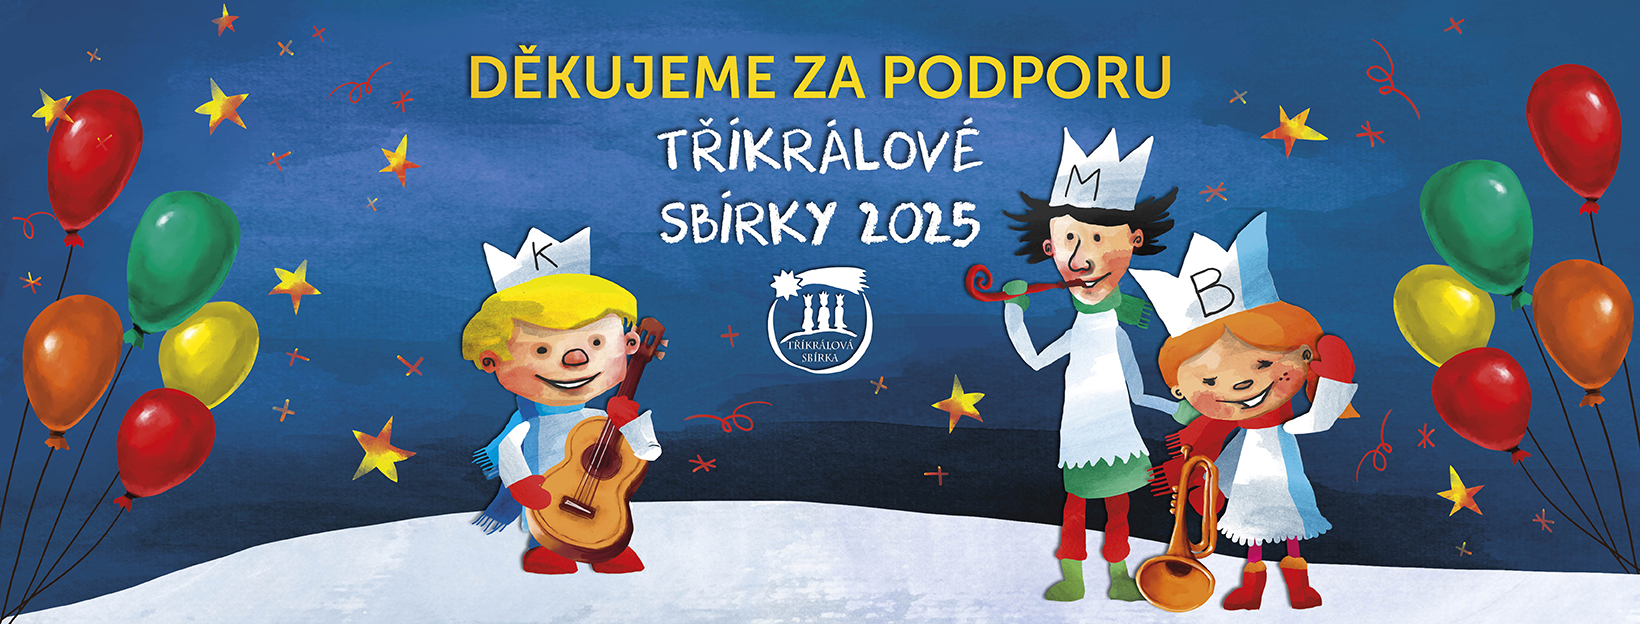 DĚKUJEME ZA PODPORU
TŘÍKRÁLOVÉ
SBÍRKY 2025
TŘÍKRÁLOVÁ
SBÍRKA
K
M
B